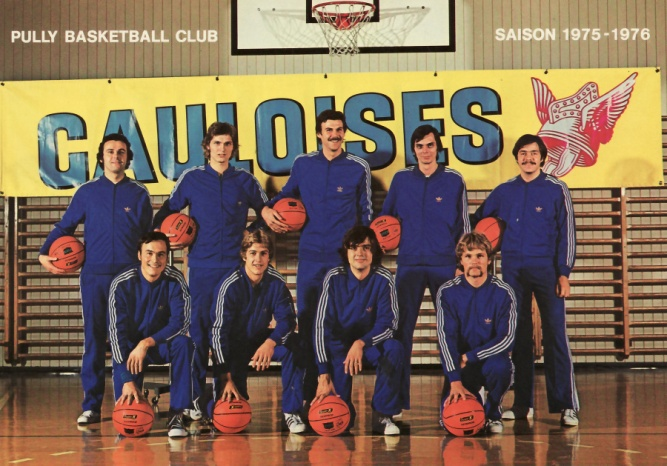 PULLY BASKETBALL CLUB
SAISON 1975-1976
GAULOISES